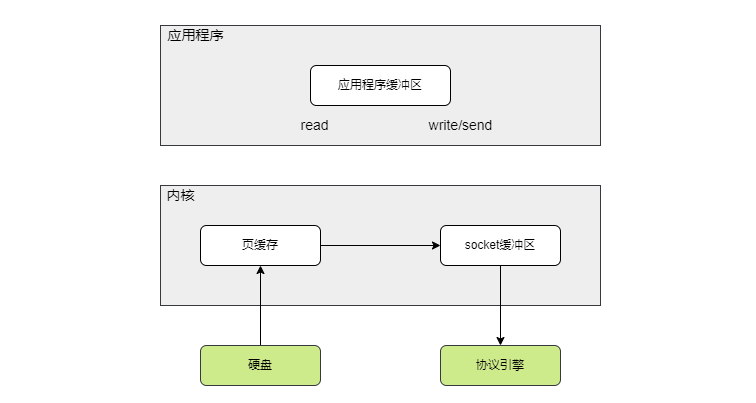 应用程序
应用程序缓冲区
read
write/send
内核
页缓存
socket缓冲区
硬盘
协议引擎